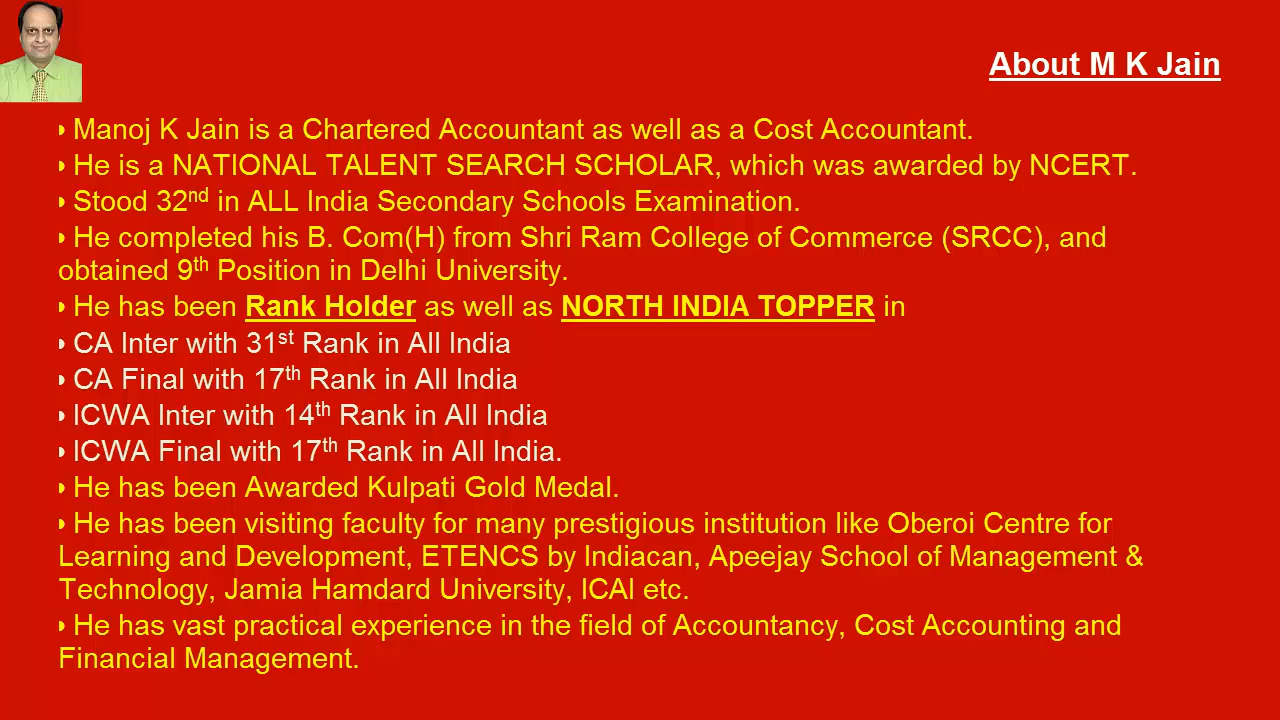 About M K Jain
Manoj K Jain is a Chartered Accountant as well as a Cost Accountant.
He is a NATIONAL TALENT SEARCH SCHOLAR, which was awarded by NCERT.
Stood 32nd in ALL India Secondary Schools Examination.
He completed his B. Com(H) from Shri Ram College of Commerce (SRCC), and
obtained 9th Position in Delhi University.
He has been Rank Holder as well as NORTH INDIA TOPPER in
CA Inter with 31st Rank in All India
CA Final with 17th Rank in All India
ICWA Inter with 14th Rank in All India
ICWA Final with 17th Rank in All India.
He has been Awarded Kulpati Gold Medal.
He has been visiting faculty for many prestigious institution like Oberoi Centre for
Learning and Development, ETENCS by Indiacan, Apeejay School of Management &
Technology, Jamia Hamdard University, ICAI etc.
He has vast practical experience in the field of Accountancy, Cost Accounting and
Financial Management.